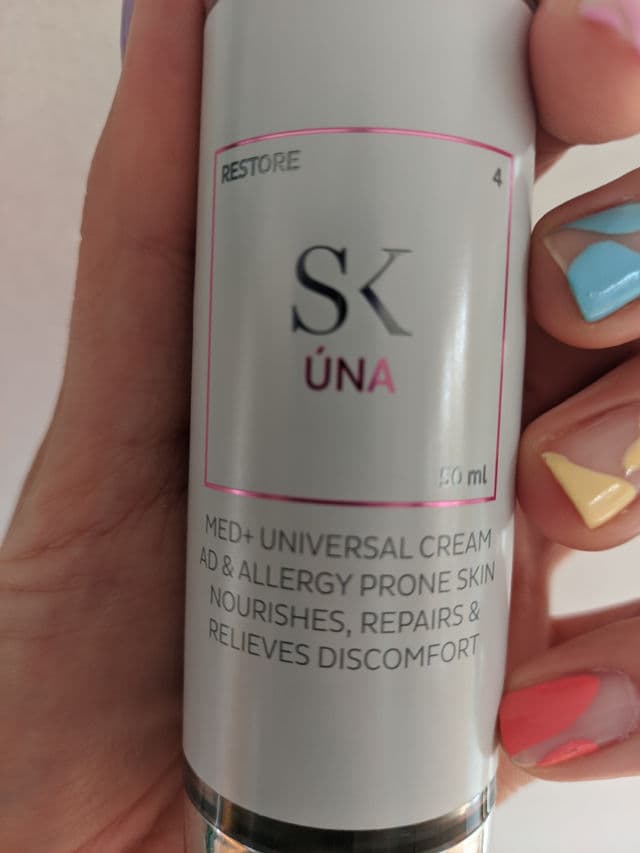 RESTORE 4
SK
ÚNA
50 ml
MED+ UNIVERSAL CREAM
AD & ALLERGY PRONE SKIN
NOURISHES, REPAIRS &
RELIEVES DISCOMFORT